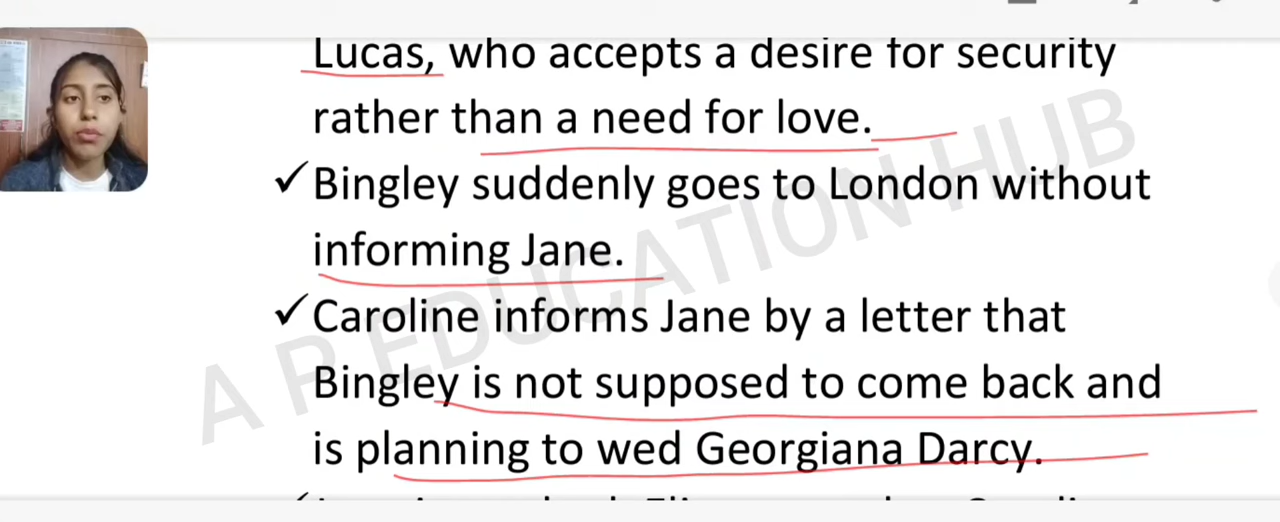 Lucas, who accepts a desire for security
rather than a need for love.
✓ Bingley suddenly goes to London without
informing Jane.
✓ Caroline informs Jane by a letter that
Bingley is not supposed to come back and
is planning to wed Georgiana Darcy.
A P EDUCATION HUB